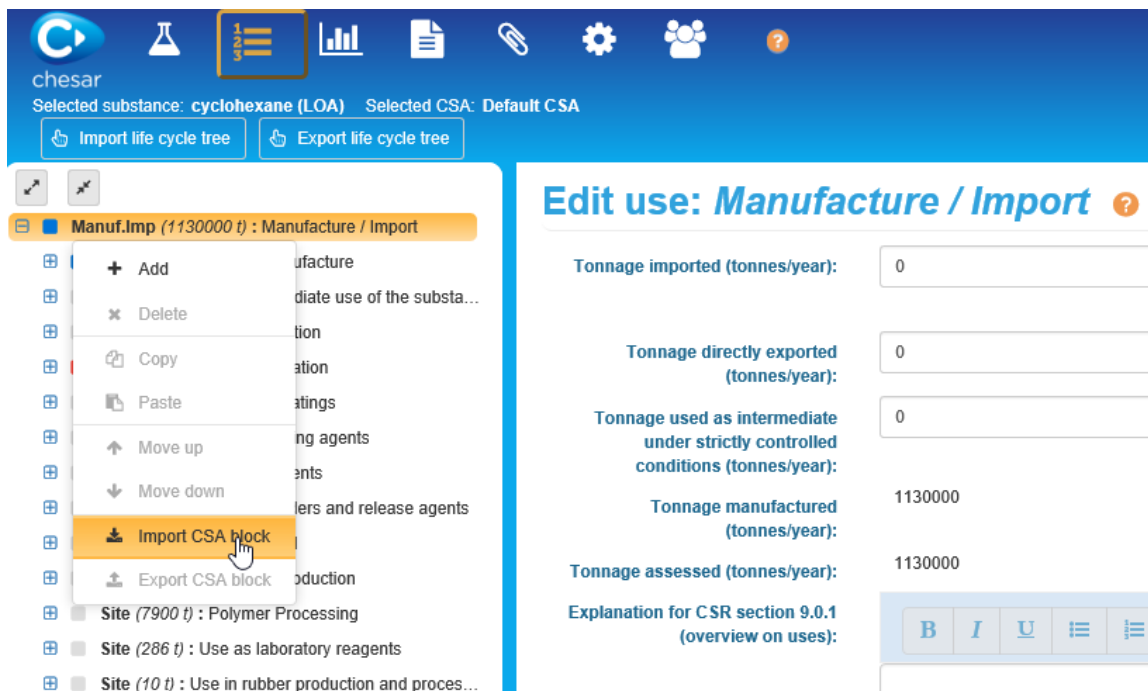 1
2
3
?
chesar
Selected substance: cyclohexane (LOA) Selected CSA: Default CSA
Import life cycle tree Export life cycle tree
Edit use: Manufacture / Import ?
Manuf.Imp (1130000 t) : Manufacture / Import
Add
Delete
Copy
Paste
Move up
Move down
Import CSA block
Export CSA block
ufacture
diate use of the substa...
tion
ation
atings
ng agents
ents
lers and release agents
oduction
Site (7900 t) : Polymer Processing
Site (286 t) : Use as laboratory reagents
Site (10 t) : Use in rubber production and proces...
Tonnage imported (tonnes/year): 0
Tonnage directly exported
(tonnes/year): 0
Tonnage used as intermediate
under strictly controlled
conditions (tonnes/year): 0
Tonnage manufactured
(tonnes/year): 1130000
Tonnage assessed (tonnes/year): 1130000
Explanation for CSR section 9.0.1
(overview on uses):
B I U